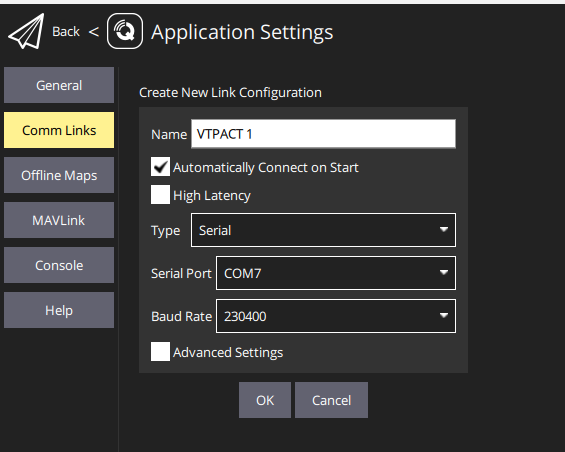 Back < Application Settings
General
Comm Links
Offline Maps
MAVLink
Console
Help
Create New Link Configuration
Name VTPACT 1
Automatically Connect on Start
High Latency
Type Serial
Serial Port COM7
Baud Rate 230400
Advanced Settings
OK Cancel